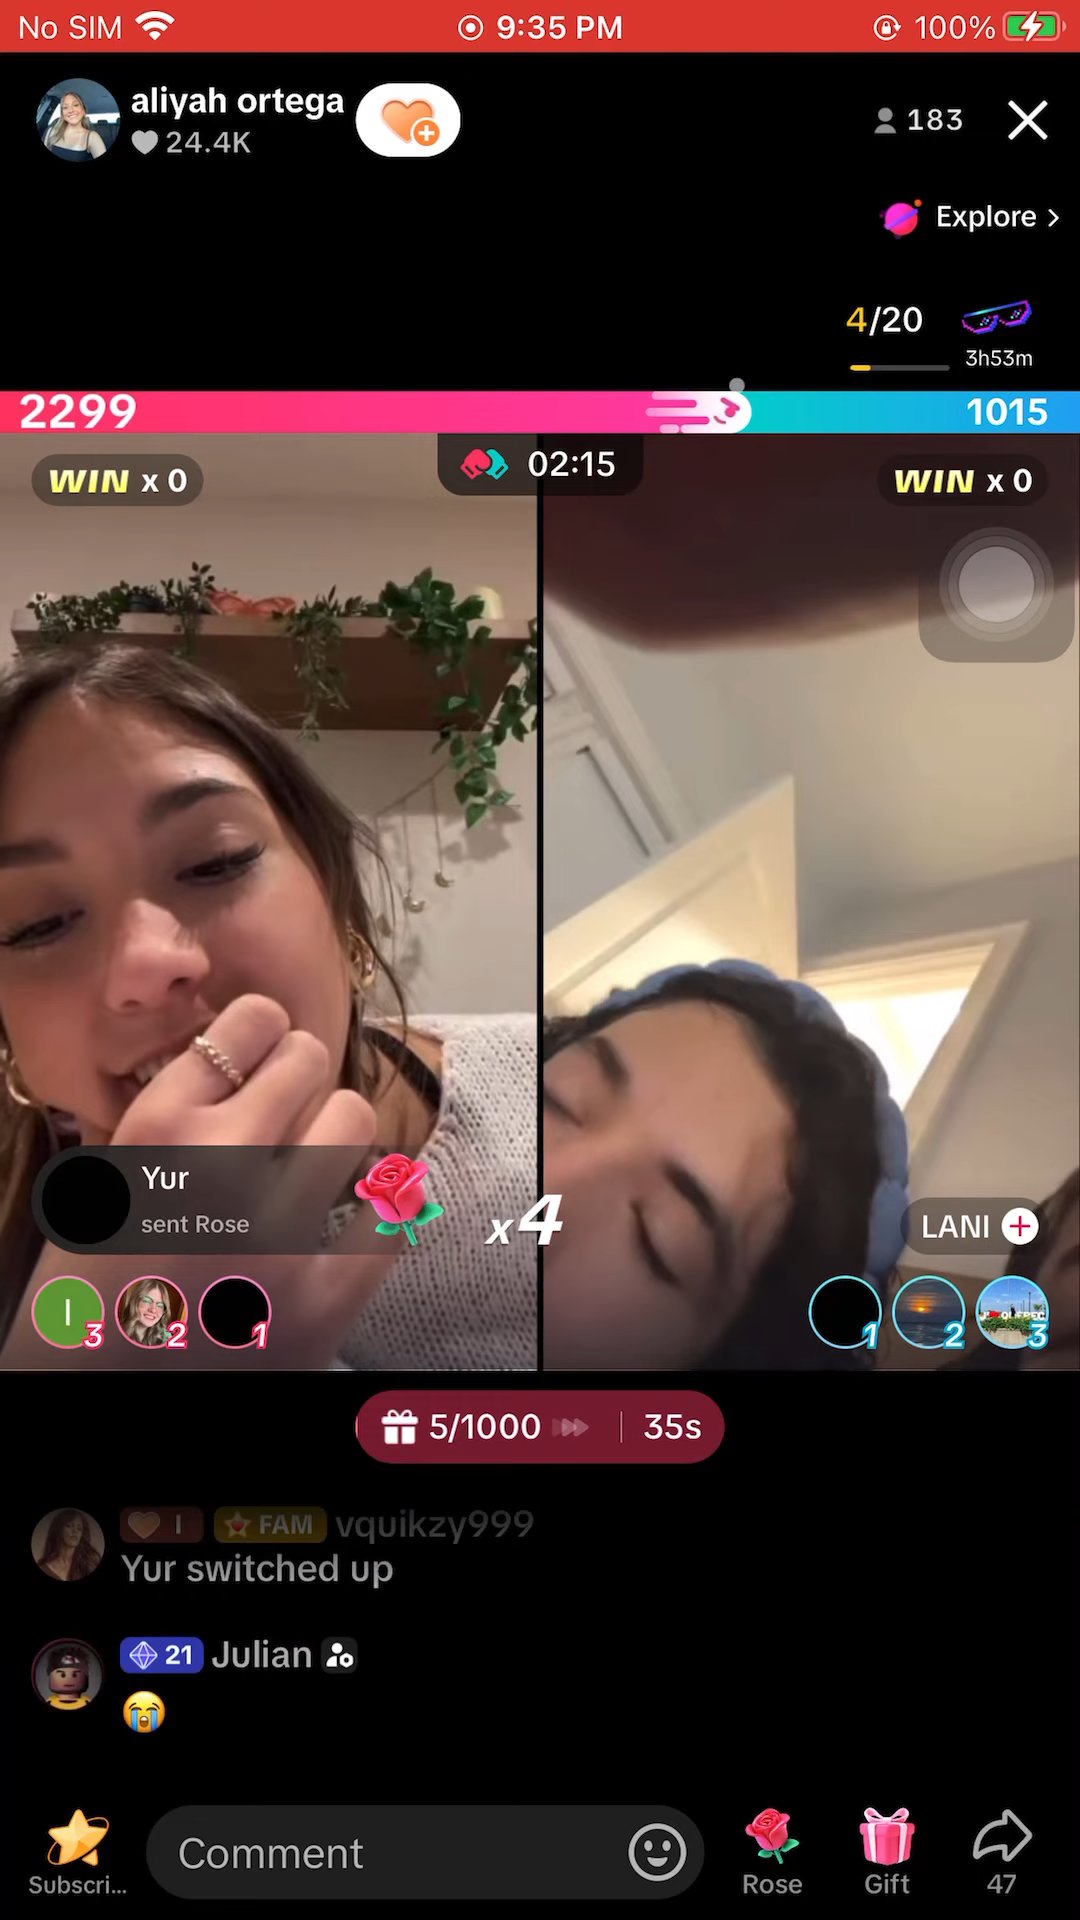 No SIM
9:35 PM
100%
aliyah ortega
24.4K
183
Explore >
4/20
3h53m
2299
1015
WIN x 0
02:15
WIN x 0
Yur
sent Rose
x4
LANI +
I
3
2
1
1
2
3
5/1000
35s
I FAM vquikzy999
Yur switched up
21 Julian
Subscri...
Comment
Rose
Gift
47